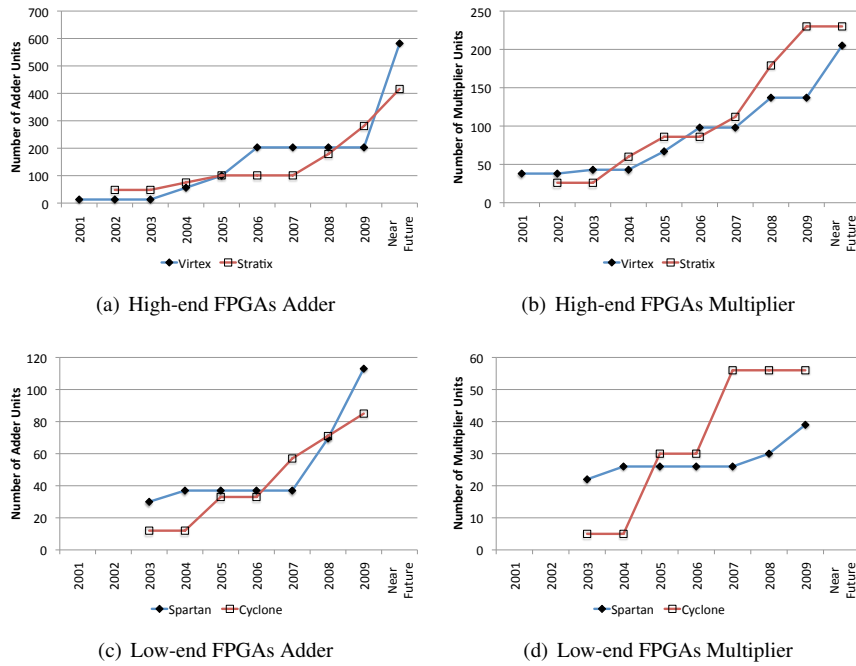 Number of Adder Units
700
600
500
400
300
200
100
0
2001
2002
2003
2004
2005
2006
2007
2008
2009
Near
Future
Virtex
Stratix
(a) High-end FPGAs Adder
Number of Multiplier Units
250
200
150
100
50
0
2001
2002
2003
2004
2005
2006
2007
2008
2009
Near
Future
Virtex
Stratix
(b) High-end FPGAs Multiplier
Number of Adder Units
120
100
80
60
40
20
0
2001
2002
2003
2004
2005
2006
2007
2008
2009
Near
Future
Spartan
Cyclone
(c) Low-end FPGAs Adder
Number of Multiplier Units
60
50
40
30
20
10
0
2001
2002
2003
2004
2005
2006
2007
2008
2009
Near
Future
Spartan
Cyclone
(d) Low-end FPGAs Multiplier